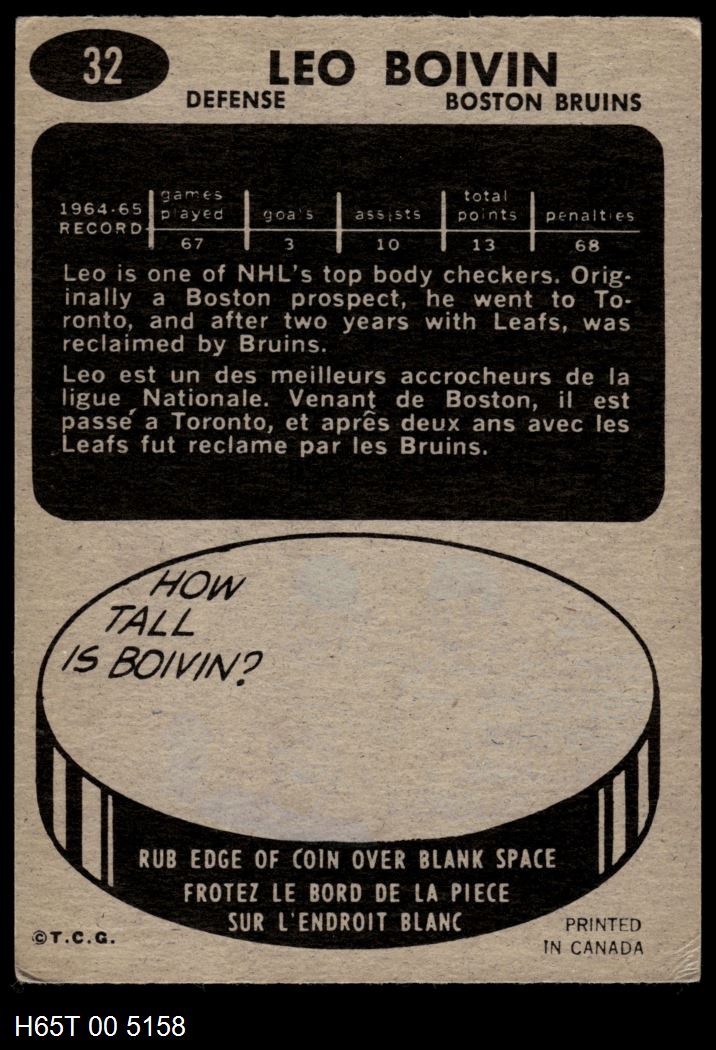 32
LEO BOIVIN
DEFENSE BOSTON BRUINS
1964-65 RECORD
games played goals assists total points penalties
67 3 10 13 68
Leo is one of NHL's top body checkers. Orig-
inally a Boston prospect, he went to To-
ronto, and after two years with Leafs, was
reclaimed by Bruins.
Leo est un des meilleurs accrocheurs de la
ligue Nationale. Venant de Boston, il est
passé a Toronto, et aprês deux ans avec les
Leafs fut reclame par les Bruins.
HOW
TALL
IS BOIVIN?
RUB EDGE OF COIN OVER BLANK SPACE
FROTEZ LE BORD DE LA PIECE
SUR L'ENDROIT BLANC
©T.C.G.
PRINTED
IN CANADA
H65T 00 5158